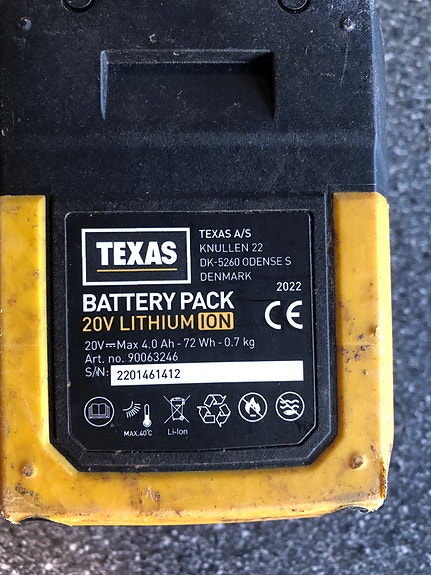 TEXAS
TEXAS A/S
KNULLEN 22
DK-5260 ODENSE S
DENMARK
2022
BATTERY PACK
20V LITHIUM ION
CE
20V⎓Max 4.0 Ah - 72 Wh - 0.7 kg
Art. no. 90063246
S/N: 2201461412
MAX.40°C
Li-Ion